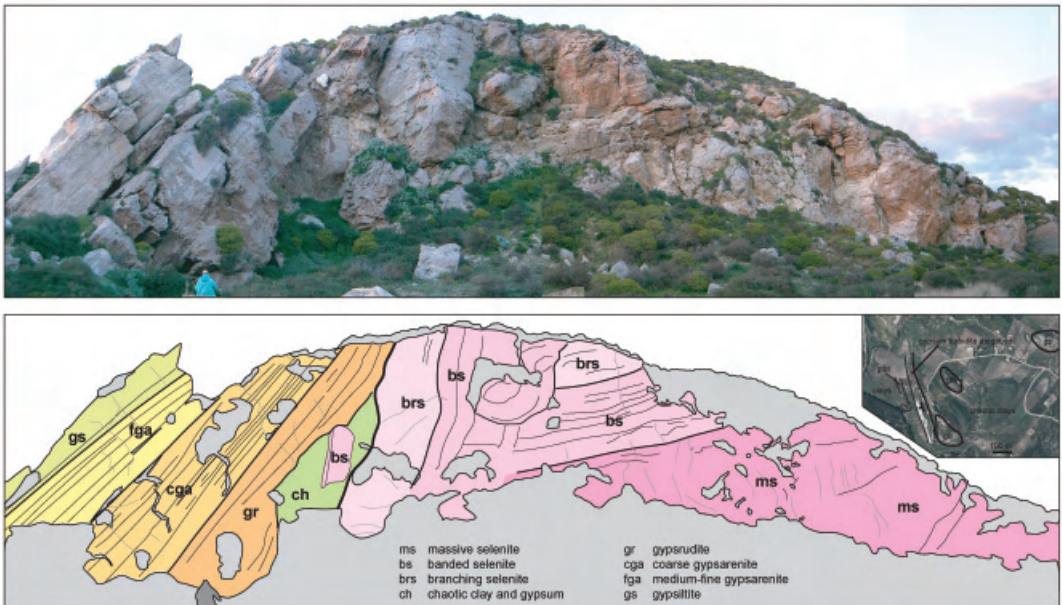 gs
fga
cga
gr
ch
bs
brs
bs
brs
bs
ms
ms
ms massive selenite
bs banded selenite
brs branching selenite
ch chaotic clay and gypsum
gr gypsrudite
cga coarse gypsarenite
fga medium-fine gypsarenite
gs gypsiltite